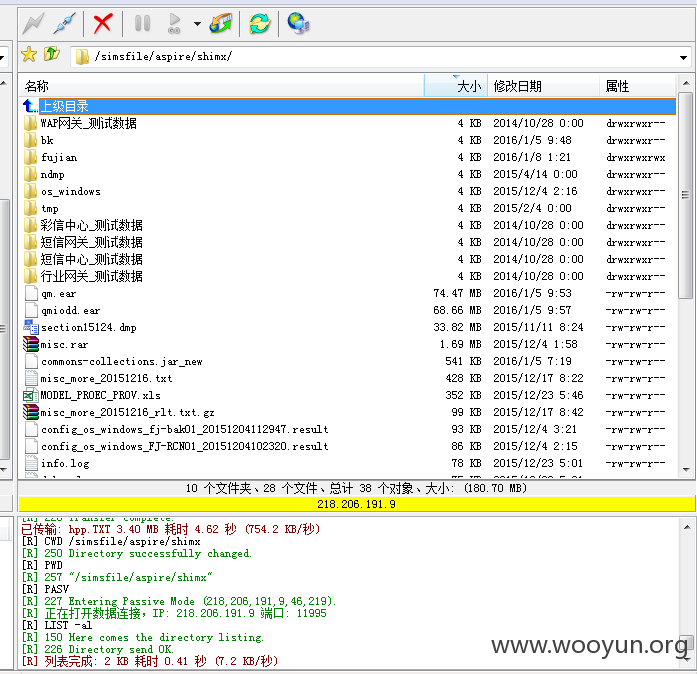 GO
/simsfile/aspire/shimx/
名称 大小 修改日期 属性
上级目录
WAP网关_测试数据 4 KB 2014/10/28 0:00 drwxrwxr--
bk 4 KB 2016/1/5 9:48 drwxrwxr--
fujian 4 KB 2016/1/8 1:21 drwxrwxrwx
ndmp 4 KB 2015/4/14 0:00 drwxrwxr--
os_windows 4 KB 2015/12/4 2:16 drwxrwxr--
tmp 4 KB 2015/2/4 0:00 drwxrwxr--
彩信中心_测试数据 4 KB 2014/10/28 0:00 drwxrwxr--
短信网关_测试数据 4 KB 2014/10/28 0:00 drwxrwxr--
短信中心_测试数据 4 KB 2014/10/28 0:00 drwxrwxr--
行业网关_测试数据 4 KB 2014/10/28 0:00 drwxrwxr--
qm.ear 74.47 MB 2016/1/5 9:53 -rw-rw-r--
qmiodd.ear 68.66 MB 2016/1/5 9:57 -rw-rw-r--
section15124.dmp 33.82 MB 2015/11/11 8:24 -rw-rw-r--
misc.rar 1.69 MB 2015/12/4 1:58 -rw-rw-r--
commons-collections.jar_new 541 KB 2016/1/5 7:19 -rw-rw-r--
misc_more_20151216.txt 428 KB 2015/12/17 8:22 -rw-rw-r--
MODEL_PROEC_PROV.xls 352 KB 2015/12/23 5:46 -rw-rw-r--
misc_more_20151216_rlt.txt.gz 99 KB 2015/12/17 8:42 -rw-rw-r--
config_os_windows_fj-bak01_20151204112947.result 93 KB 2015/12/4 3:21 -rw-rw-r--
config_os_windows_FJ-RCN01_20151204102320.result 86 KB 2015/12/4 2:15 -rw-rw-r--
info.log 78 KB 2015/12/23 5:01 -rw-rw-r--
10 个文件夹、28 个文件、总计 38 个对象、大小: (180.70 MB)
218.206.191.9
[R] 226 Transfer complete.
已传输: hpp.TXT 3.40 MB 耗时 4.62 秒 (754.2 KB/秒)
[R] CWD /simsfile/aspire/shimx
[R] 250 Directory successfully changed.
[R] PWD
[R] 257 "/simsfile/aspire/shimx"
[R] PASV
[R] 227 Entering Passive Mode (218,206,191,9,46,219).
[R] 正在打开数据连接, IP: 218.206.191.9 端口: 11995
[R] LIST -al
[R] 150 Here comes the directory listing.
[R] 226 Directory send OK.
[R] 列表完成: 2 KB 耗时 0.41 秒 (7.2 KB/秒)
www.wooyun.org